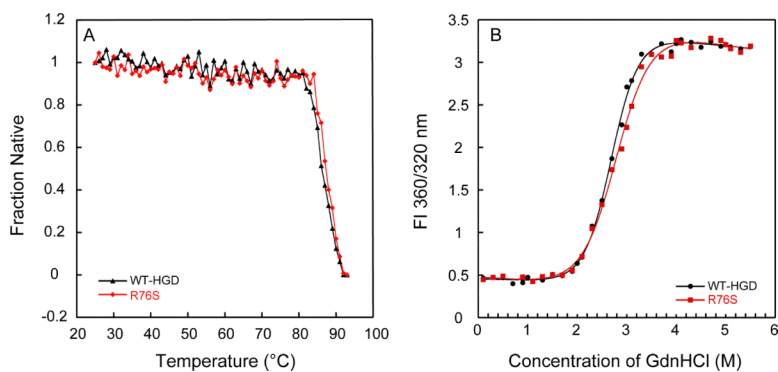 A
1.2
1
0.8
0.6
0.4
0.2
0
-0.2
Fraction Native
20 30 40 50 60 70 80 90 100
Temperature (°C)
WT-HGD
R76S
B
3.5
3
2.5
2
1.5
1
0.5
0
FI 360/320 nm
0 1 2 3 4 5 6
Concentration of GdnHCl (M)
WT-HGD
R76S